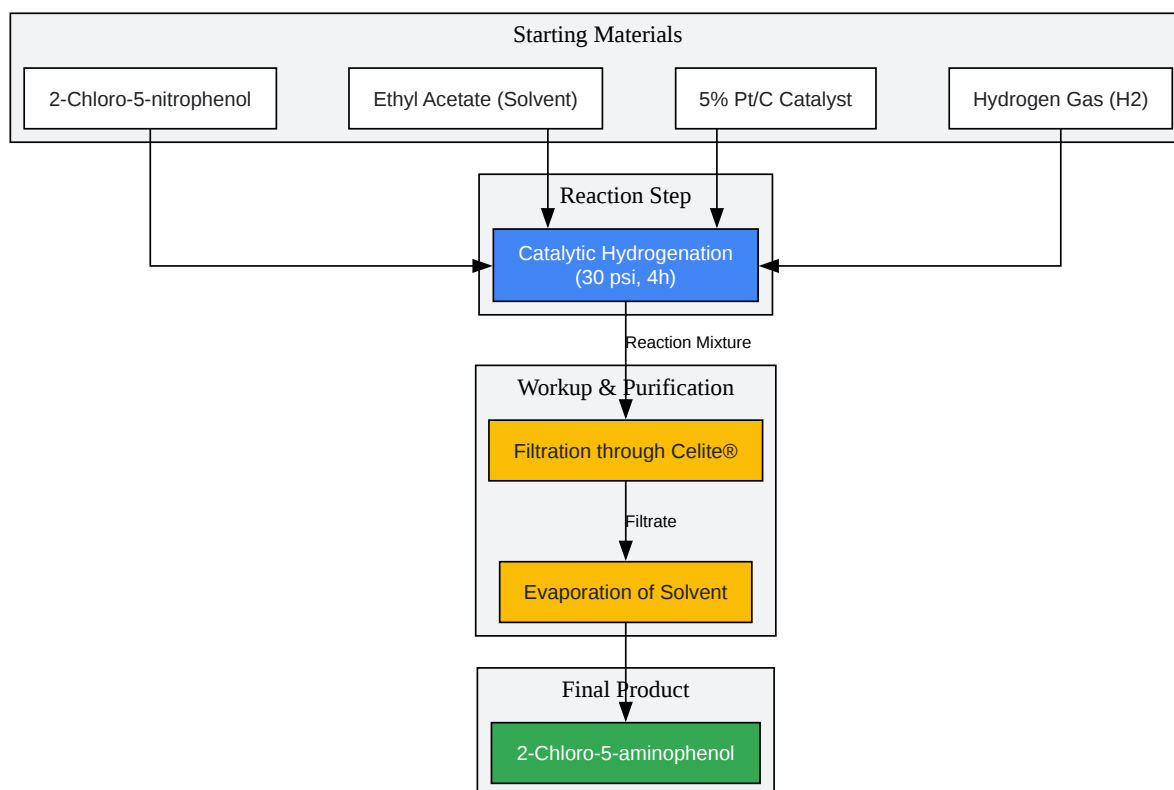 Starting Materials
2-Chloro-5-nitrophenol
Ethyl Acetate (Solvent)
5% Pt/C Catalyst
Hydrogen Gas (H2)
Reaction Step
Catalytic Hydrogenation
(30 psi, 4h)
Reaction Mixture
Workup & Purification
Filtration through Celite®
Filtrate
Evaporation of Solvent
Final Product
2-Chloro-5-aminophenol